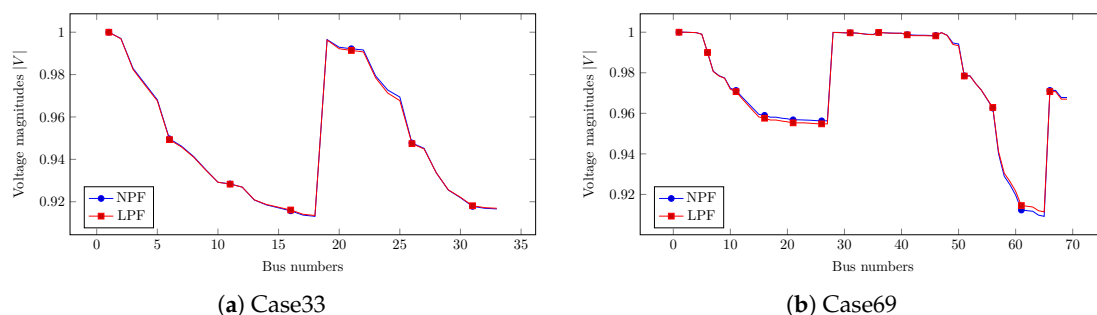 Voltage magnitudes |V|
1
0.98
0.96
0.94
0.92
NPF
LPF
0 5 10 15 20 25 30 35
Bus numbers
(a) Case33
Voltage magnitudes |V|
1
0.98
0.96
0.94
0.92
NPF
LPF
0 10 20 30 40 50 60 70
Bus numbers
(b) Case69